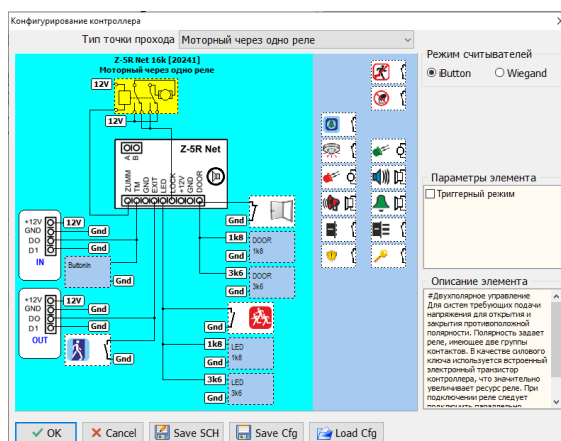 Конфигурирование контроллера
Тип точки прохода
Моторный через одно реле
Z-5R Net 16k [20241]
Моторный через одно реле
12V
12V
A
B
Z-5R Net
ZUMM
TM
GND
EXT
LED
LOCK
+12V
GND
DOOR
+12V
GND
DO
D1
IN
12V
Gnd
Gnd
ButtonIn
Gnd
+12V
GND
DO
D1
OUT
12V
Gnd
Gnd
Gnd
Gnd
1k8
Gnd
DOOR
1k8
3k6
Gnd
DOOR
3k6
Gnd
1k8
Gnd
LED
1k8
3k6
Gnd
LED
3k6
Режим считывателей
iButton
Wiegand
Параметры элемента
Триггерный режим
Описание элемента
#Двухполярное управление
Для систем требующих подачи
напряжения для открытия и
закрытия противоположной
полярности. Полярность задает
реле, имеющее две группы
контактов. В качестве силового
ключа используется встроенный
электронный транзистор
контроллера, что значительно
увеличивает ресурс реле. При
подключении реле следует
подключить параллельно
OK
Cancel
Save SCH
Save Cfg
Load Cfg